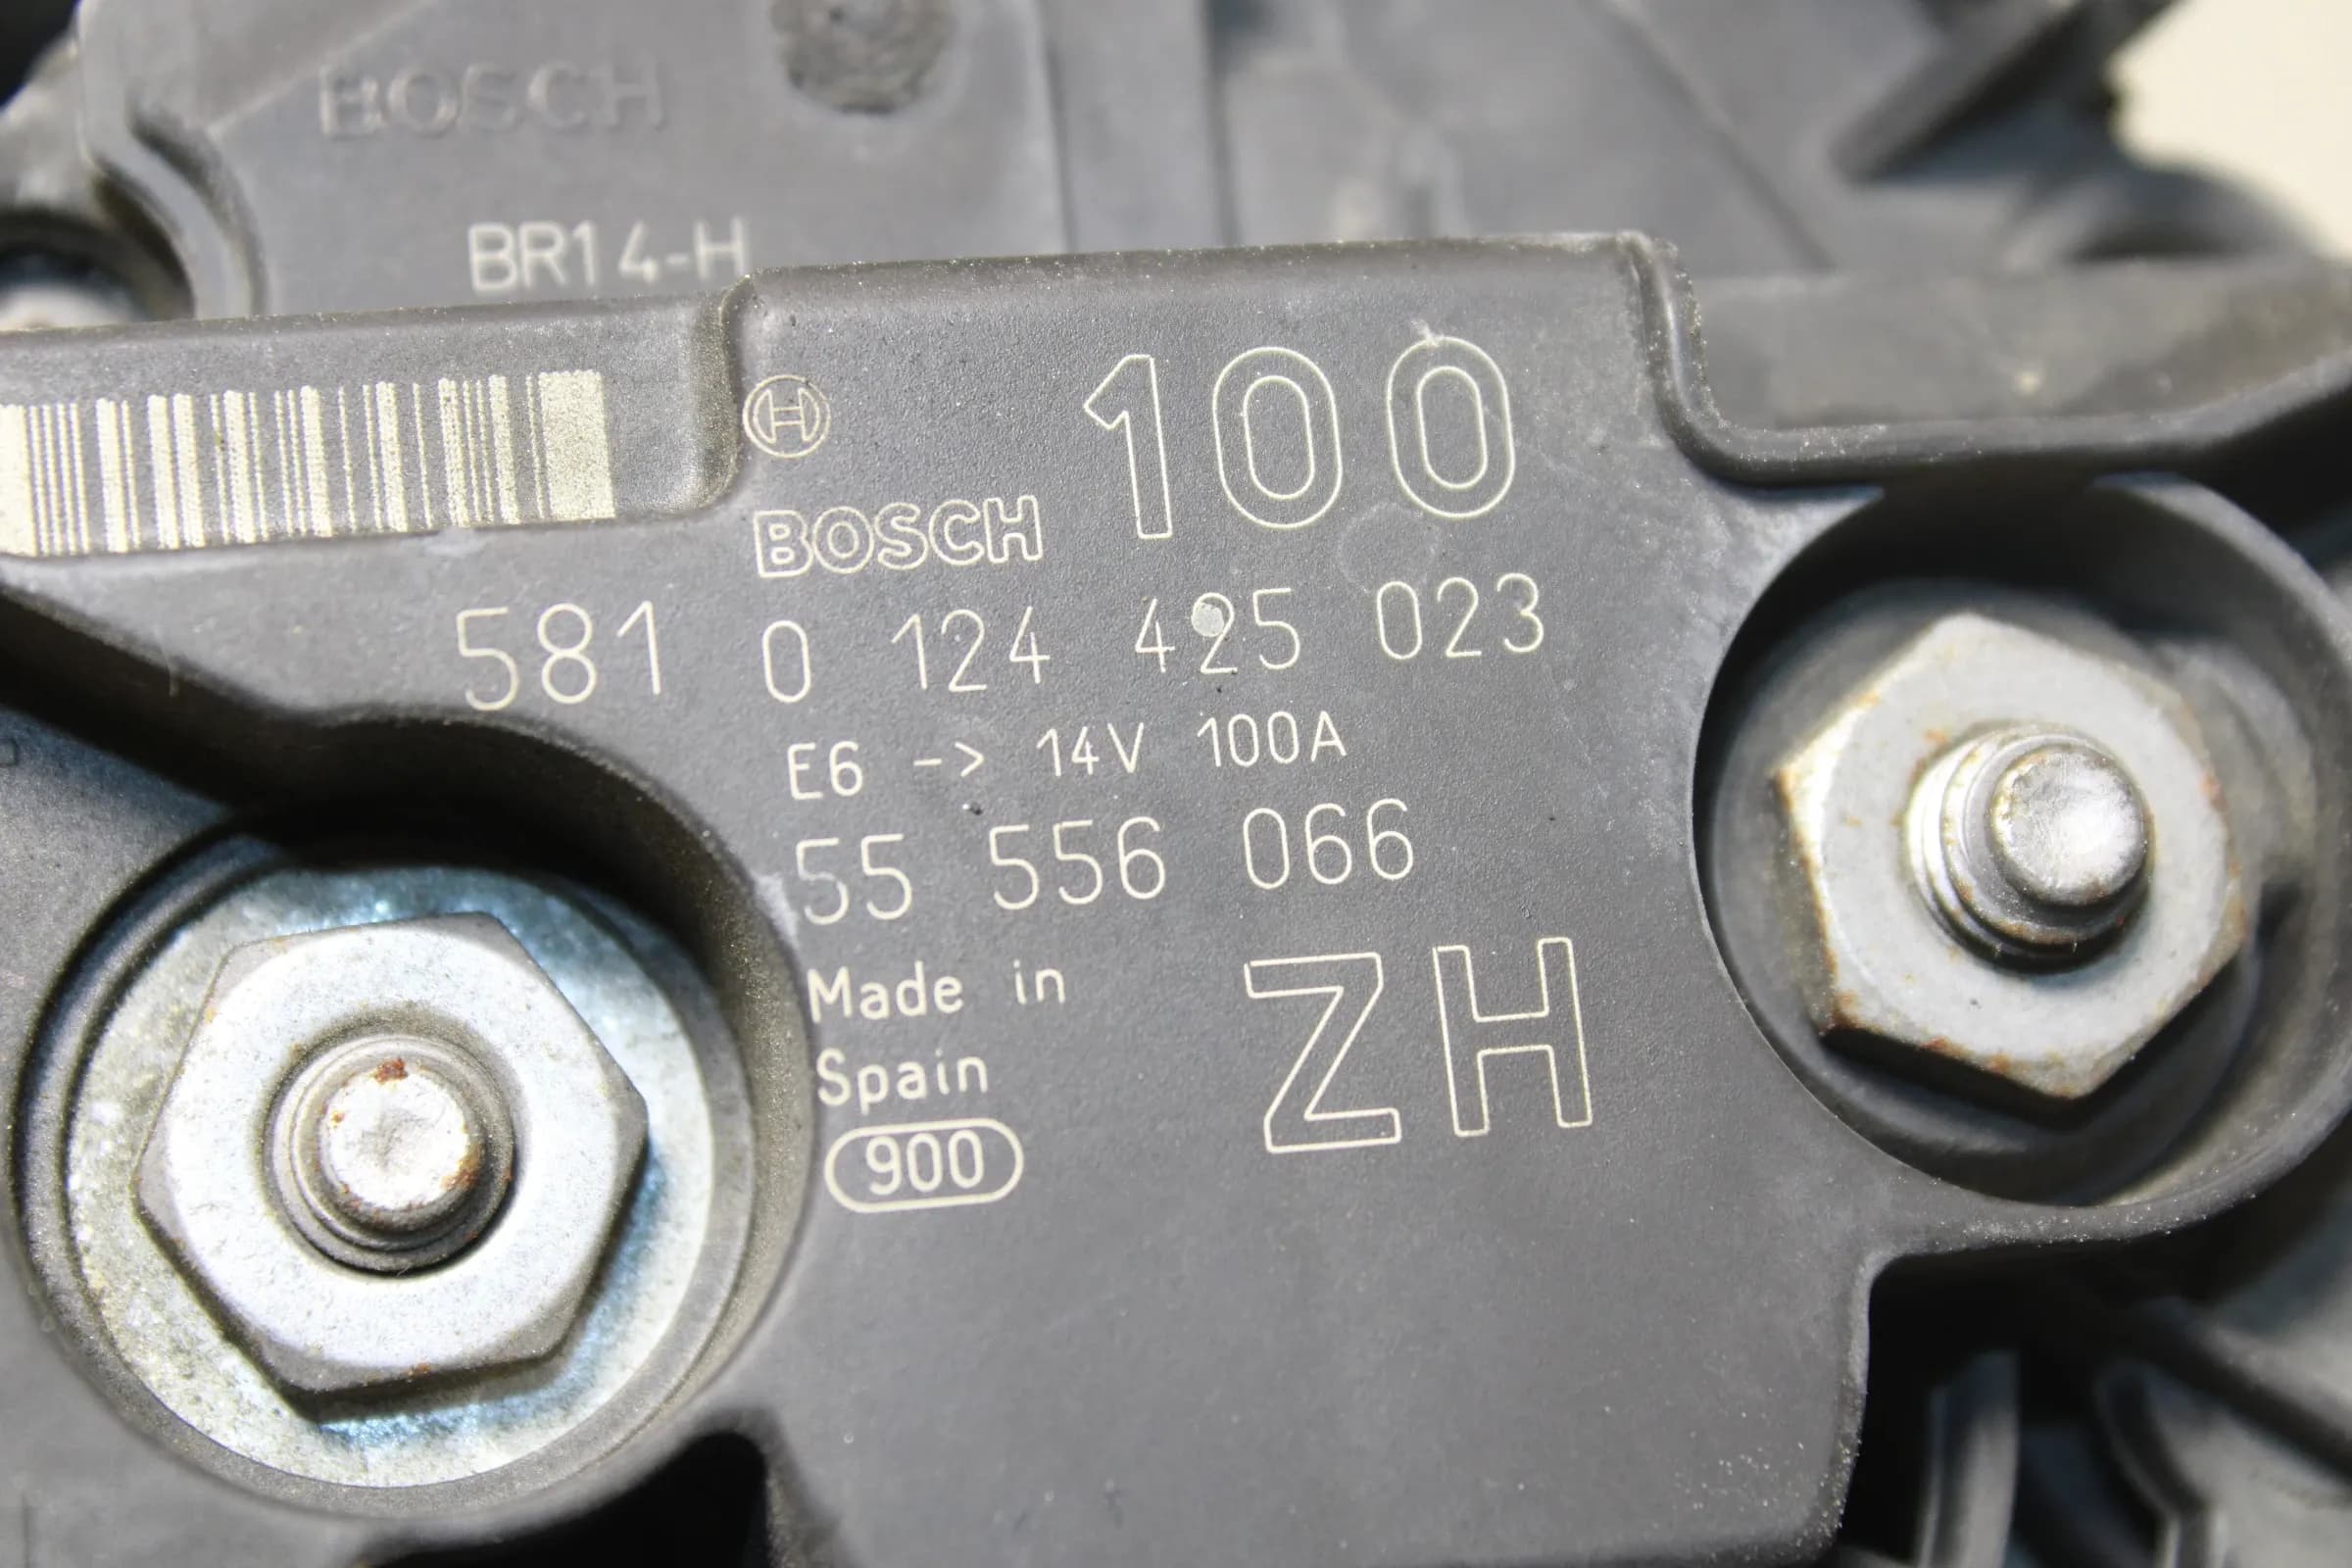 BOSCH
BR14-H
BOSCH 100
581 0 124 425 023
E6 -> 14V 100A
55 556 066
Made in
Spain
ZH
900